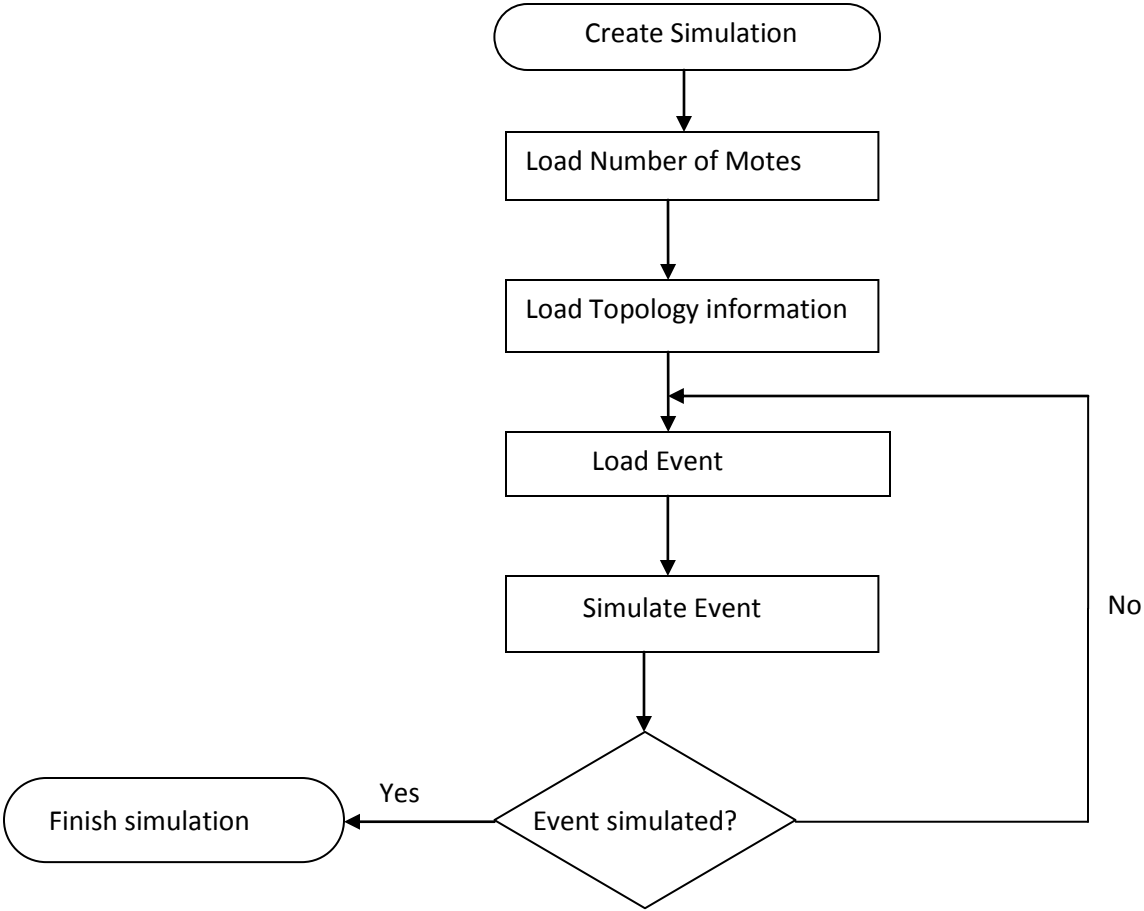 Create Simulation
Load Number of Motes
Load Topology information
Load Event
Simulate Event
No
Yes
Finish simulation
Event simulated?